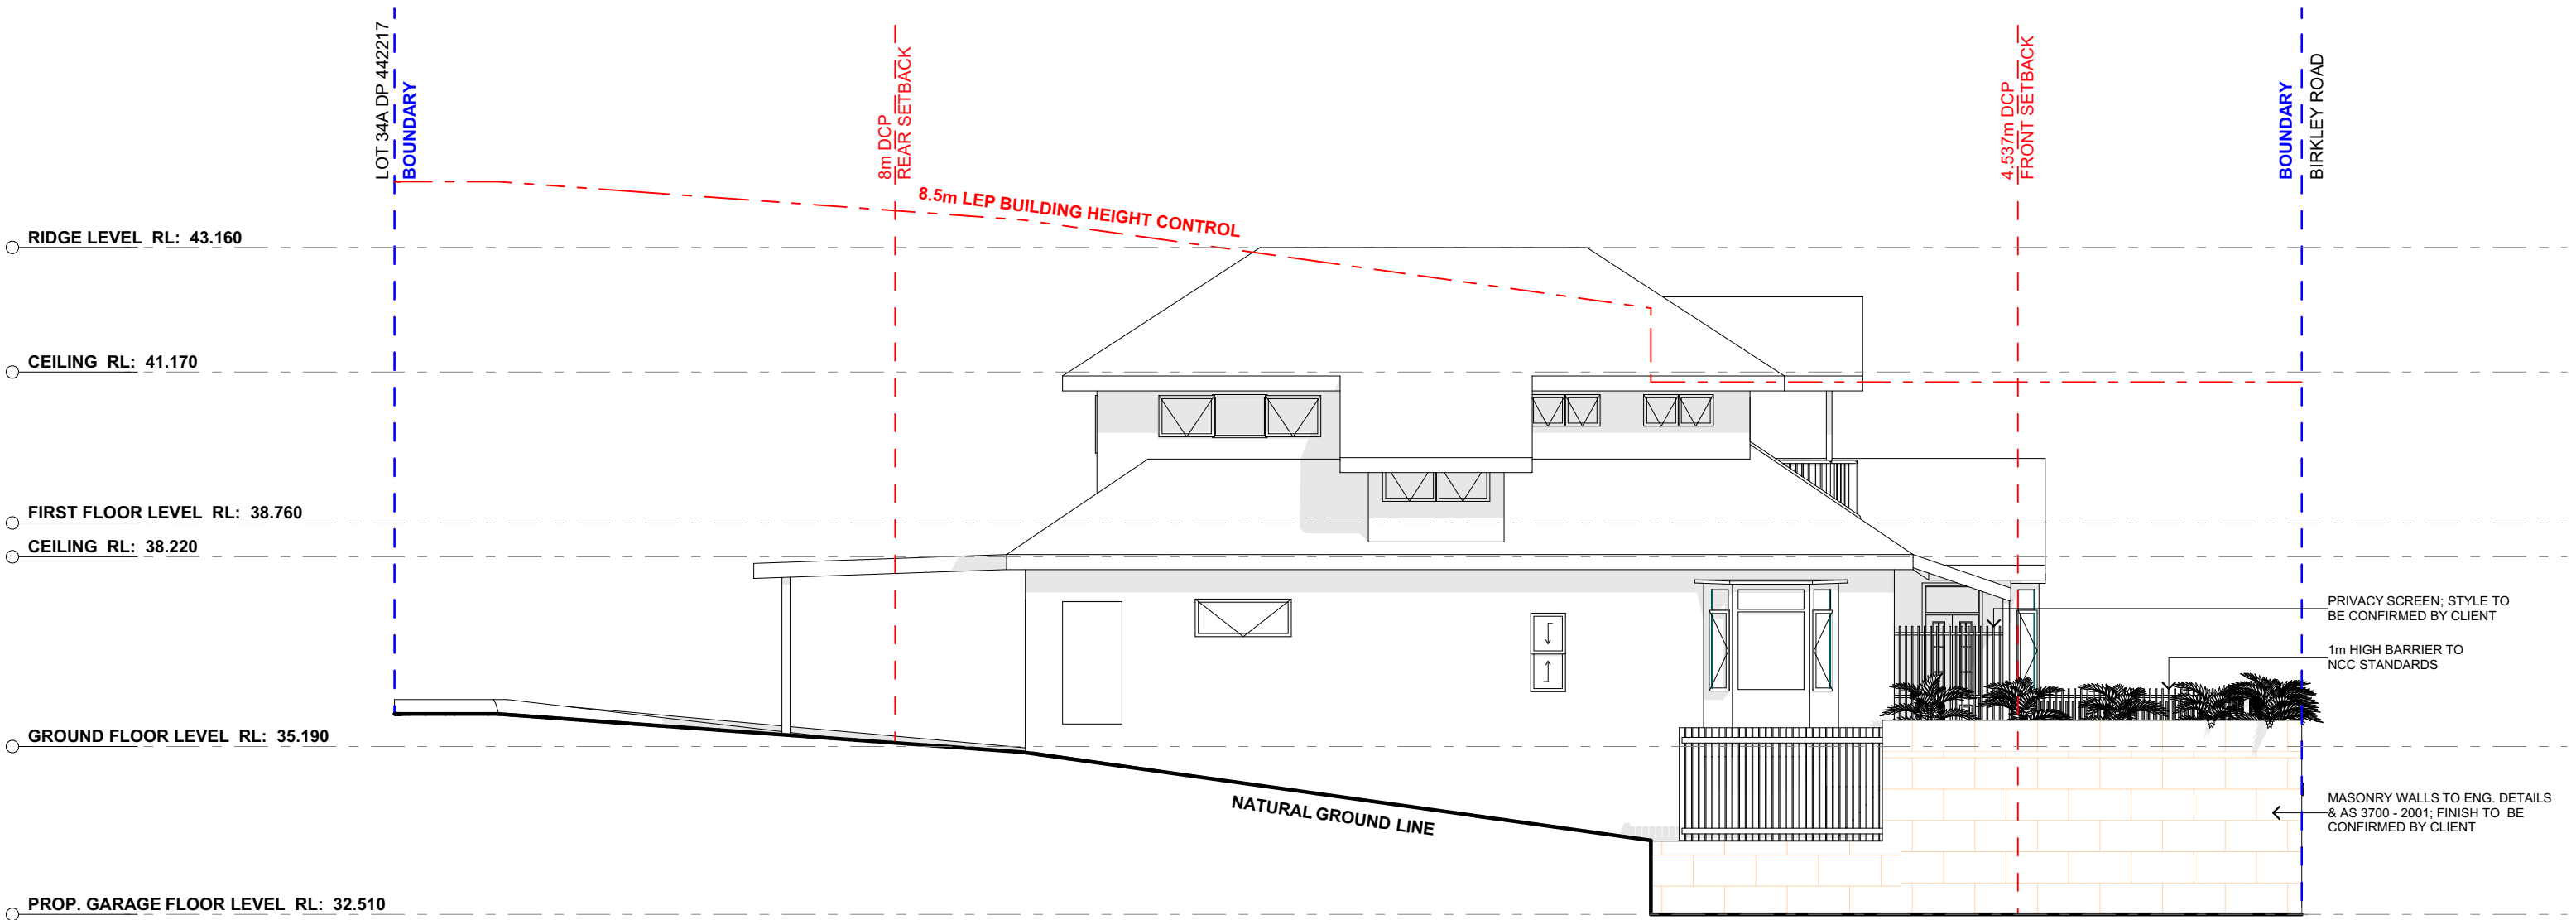 LOT 34A DP 442217
BOUNDARY
8m DCP
REAR SETBACK
4.537m DCP
FRONT SETBACK
BOUNDARY
BIRKLEY ROAD
8.5m LEP BUILDING HEIGHT CONTROL
RIDGE LEVEL RL: 43.160
CEILING RL: 41.170
FIRST FLOOR LEVEL RL: 38.760
CEILING RL: 38.220
PRIVACY SCREEN; STYLE TO
BE CONFIRMED BY CLIENT
1m HIGH BARRIER TO
NCC STANDARDS
GROUND FLOOR LEVEL RL: 35.190
NATURAL GROUND LINE
MASONRY WALLS TO ENG. DETAILS
& AS 3700 - 2001; FINISH TO BE
CONFIRMED BY CLIENT
PROP. GARAGE FLOOR LEVEL RL: 32.510